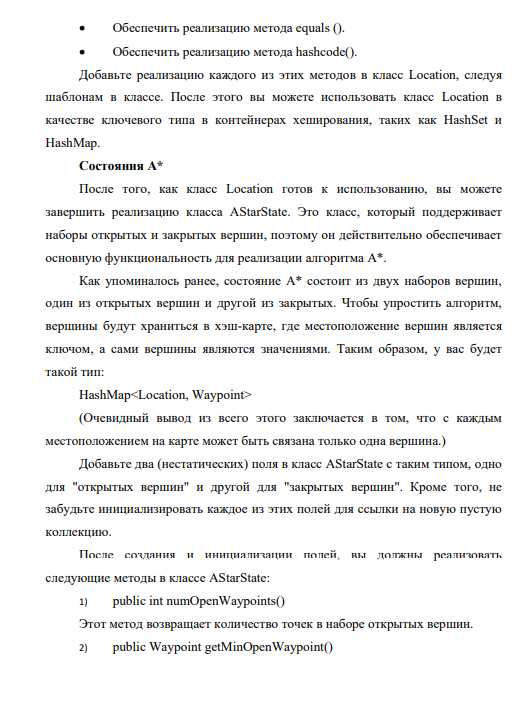 • Обеспечить реализацию метода equals ().
• Обеспечить реализацию метода hashcode().
Добавьте реализацию каждого из этих методов в класс Location, следуя
шаблонам в классе. После этого вы можете использовать класс Location в
качестве ключевого типа в контейнерах хеширования, таких как HashSet и
HashMap.
Состояния A*
После того, как класс Location готов к использованию, вы можете
завершить реализацию класса AStarState. Это класс, который поддерживает
наборы открытых и закрытых вершин, поэтому он действительно обеспечивает
основную функциональность для реализации алгоритма A*.
Как упоминалось ранее, состояние A* состоит из двух наборов вершин,
один из открытых вершин и другой из закрытых. Чтобы упростить алгоритм,
вершины будут храниться в хэш-карте, где местоположение вершин является
ключом, а сами вершины являются значениями. Таким образом, у вас будет
такой тип:
HashMap<Location, Waypoint>
(Очевидный вывод из всего этого заключается в том, что с каждым
местоположением на карте может быть связана только одна вершина.)
Добавьте два (нестатических) поля в класс AStarState с таким типом, одно
для "открытых вершин" и другой для "закрытых вершин". Кроме того, не
забудьте инициализировать каждое из этих полей для ссылки на новую пустую
коллекцию.
После создания и инициализации полей, вы должны реализовать
следующие методы в классе AStarState:
1) public int numOpenWaypoints()
Этот метод возвращает количество точек в наборе открытых вершин.
2) public Waypoint getMinOpenWaypoint()